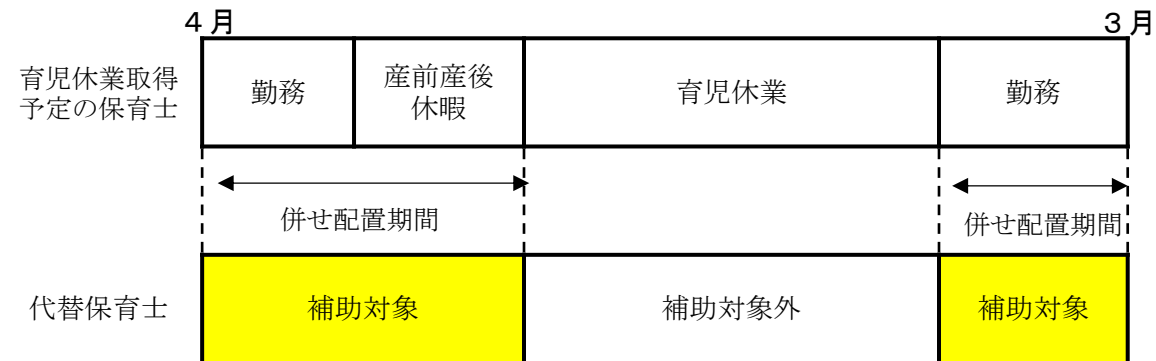 4月
3月
育児休業取得
予定の保育士
勤務
産前産後
休暇
育児休業
勤務
併せ配置期間
併せ配置期間
代替保育士
補助対象
補助対象外
補助対象